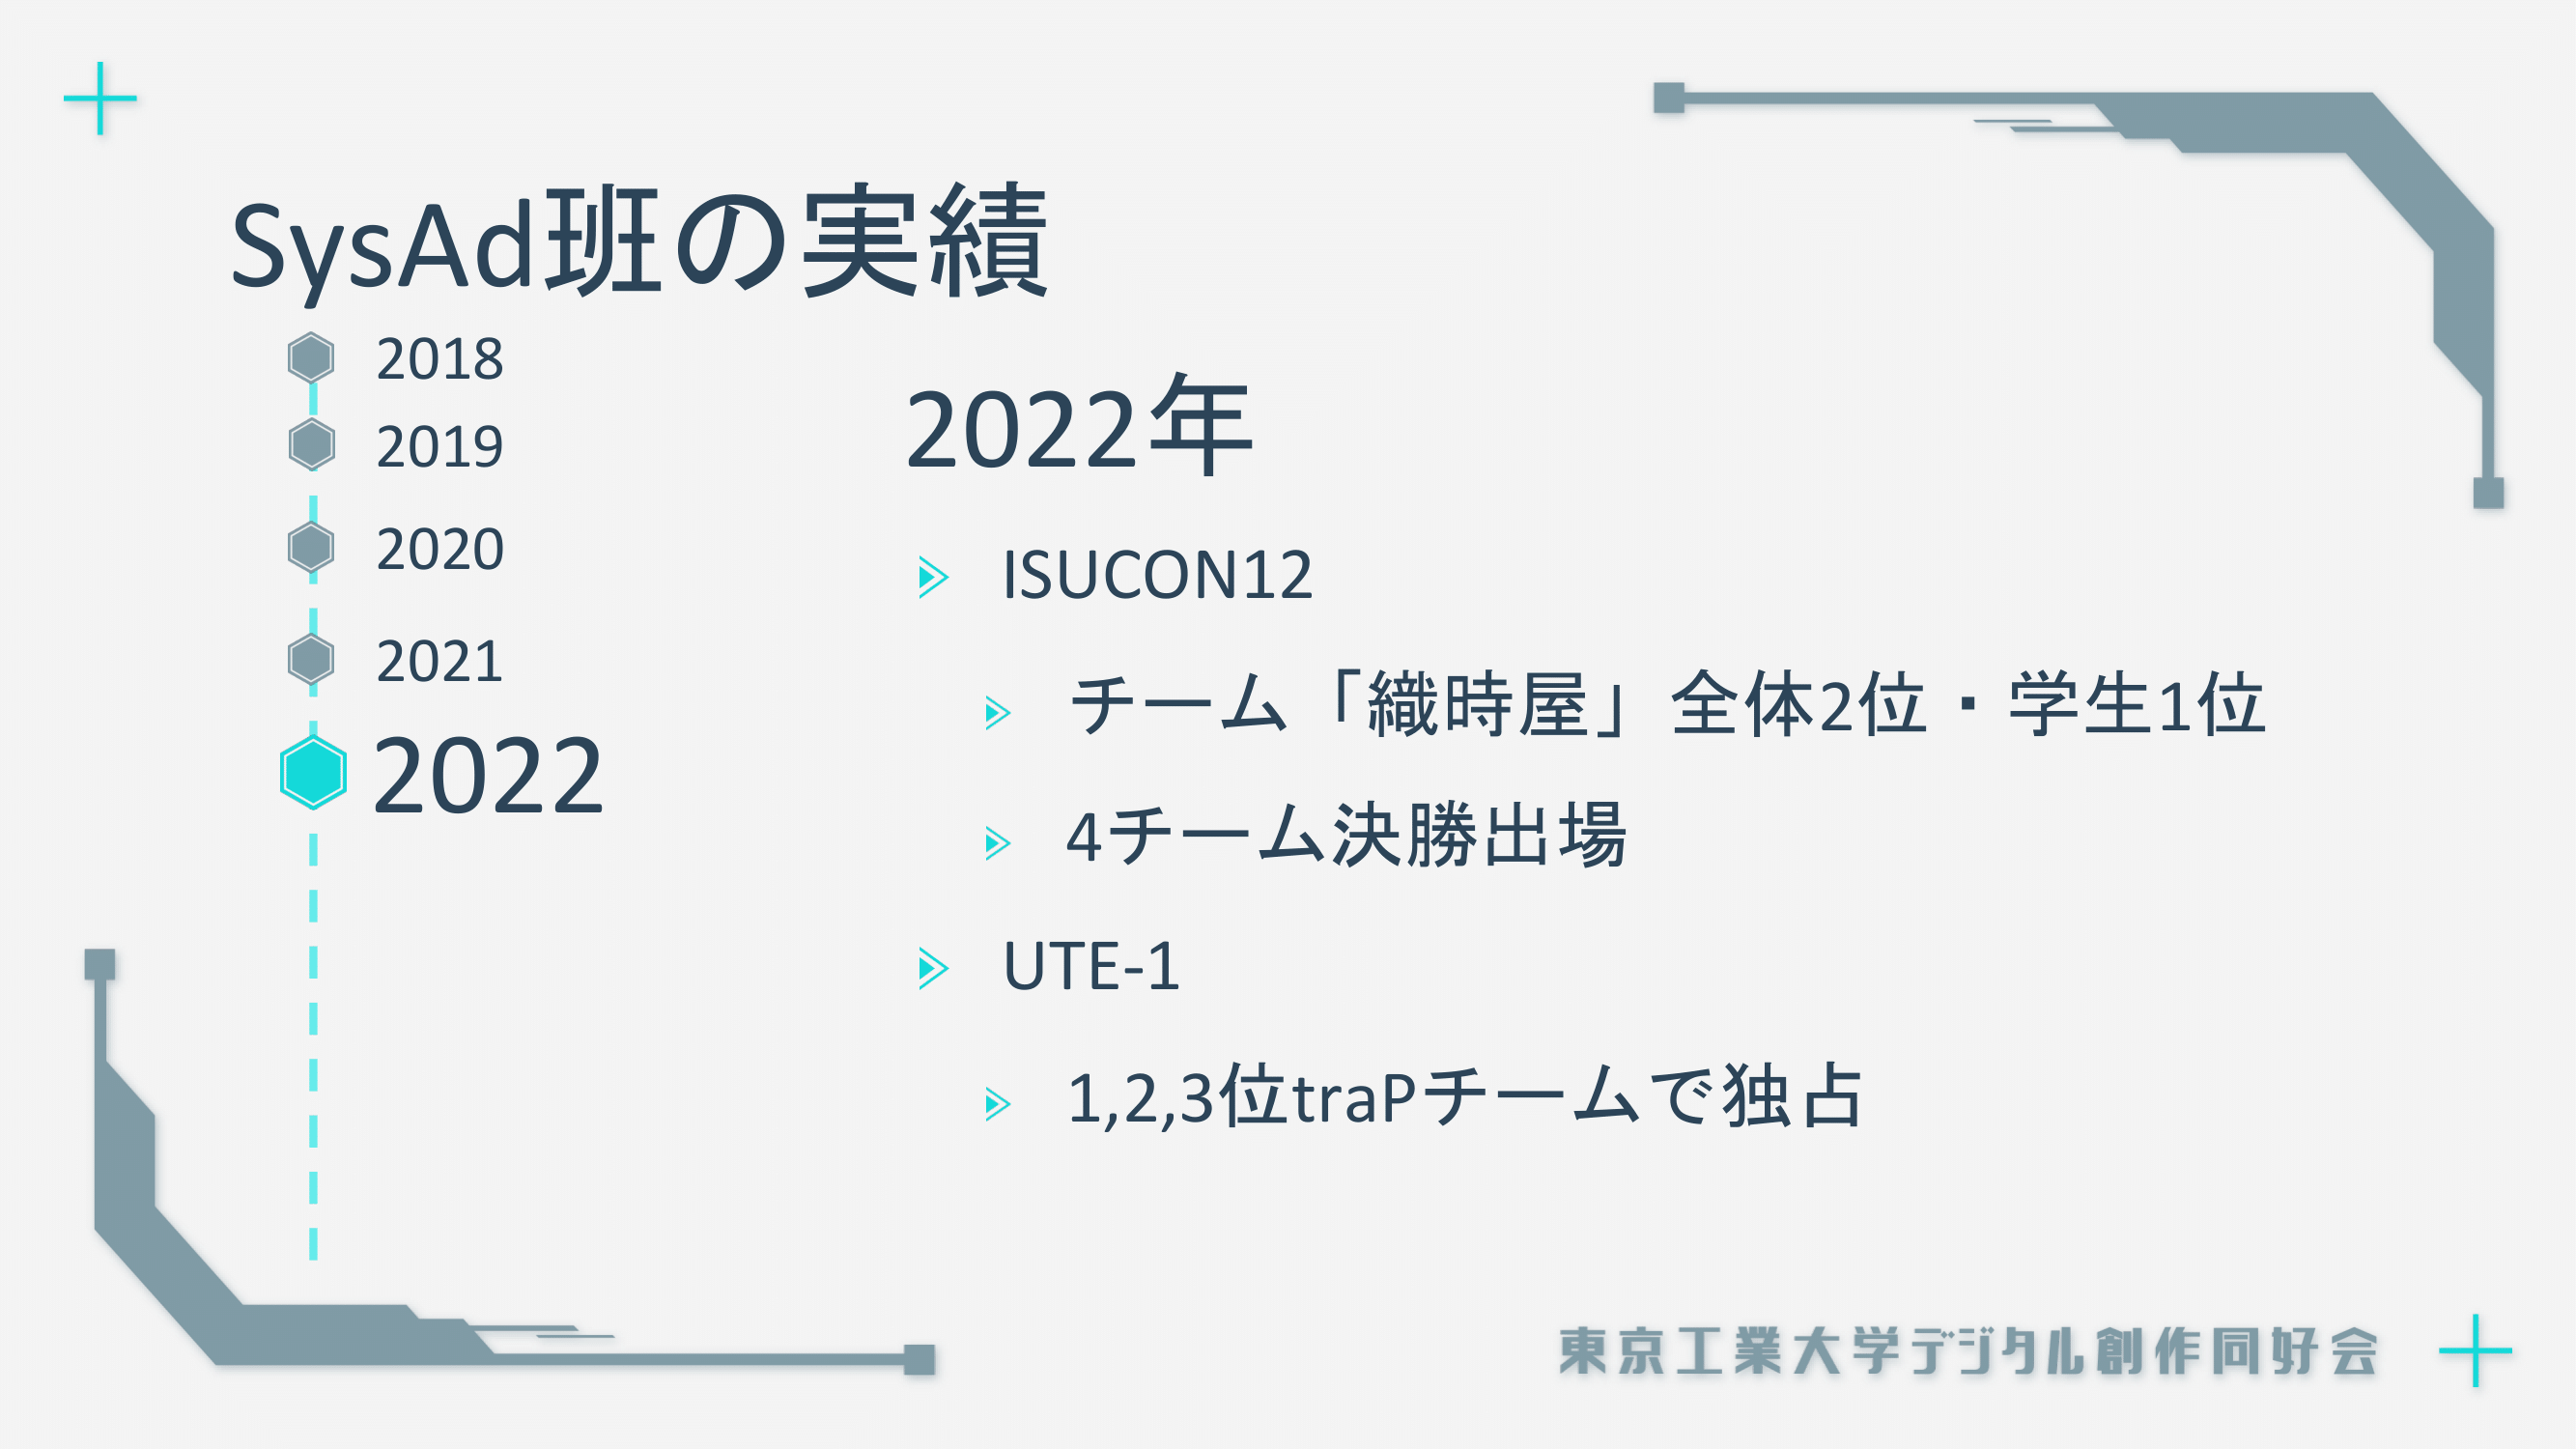 SysAd班の実績
2018
2019
2020
2021
2022
2022年
ISUCON12
チーム「織時屋」全体2位・学生1位
4チーム決勝出場
UTE-1
1,2,3位traPチームで独占
東京工業大学デジタル創作同好会